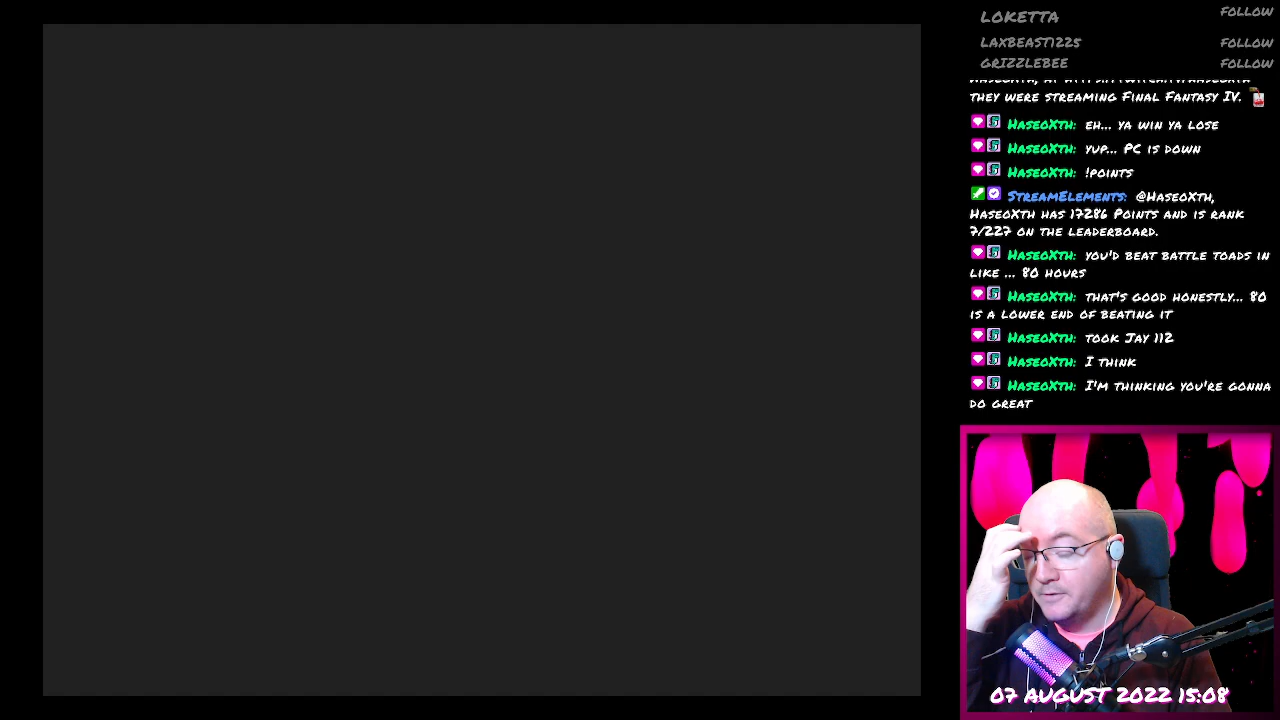 LOKETTA FOLLOW
LAXBEAST1225 FOLLOW
GRIZZLEBEE FOLLOW
THEY WERE STREAMING FINAL FANTASY IV.
HASEOXTH: EH... YA WIN YA LOSE
HASEOXTH: YUP... PC IS DOWN
HASEOXTH: !POINTS
STREAMELEMENTS: @HASEOXTH,
HASEOXTH HAS 17286 POINTS AND IS RANK
7/227 ON THE LEADERBOARD.
HASEOXTH: YOU'D BEAT BATTLE TOADS IN
LIKE ... 80 HOURS
HASEOXTH: THAT'S GOOD HONESTLY... 80
IS A LOWER END OF BEATING IT
HASEOXTH: TOOK JAY 112
HASEOXTH: I THINK
HASEOXTH: I'M THINKING YOU'RE GONNA
DO GREAT
07 AUGUST 2022 15:08